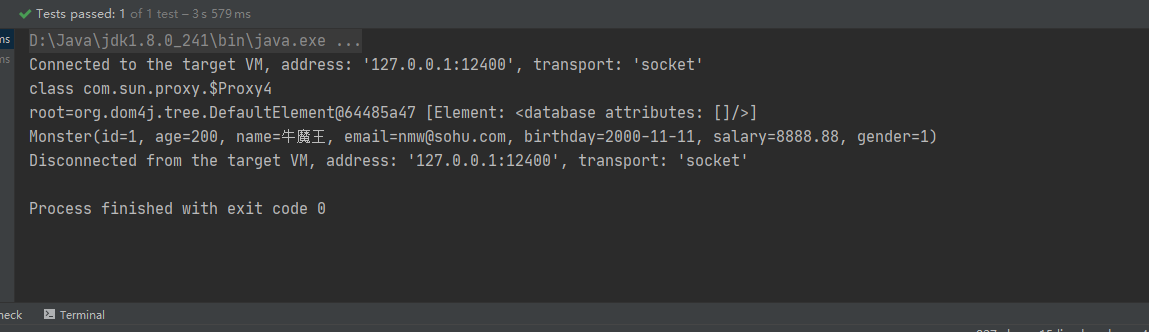 Tests passed: 1 of 1 test – 3 s 579 ms
ms
ms
D:\Java\jdk1.8.0_241\bin\java.exe ...
Connected to the target VM, address: '127.0.0.1:12400', transport: 'socket'
class com.sun.proxy.$Proxy4
root=org.dom4j.tree.DefaultElement@64485a47 [Element: <database attributes: []/>]
Monster(id=1, age=200, name=牛魔王, email=nmw@sohu.com, birthday=2000-11-11, salary=8888.88, gender=1)
Disconnected from the target VM, address: '127.0.0.1:12400', transport: 'socket'
Process finished with exit code 0
heck
Terminal